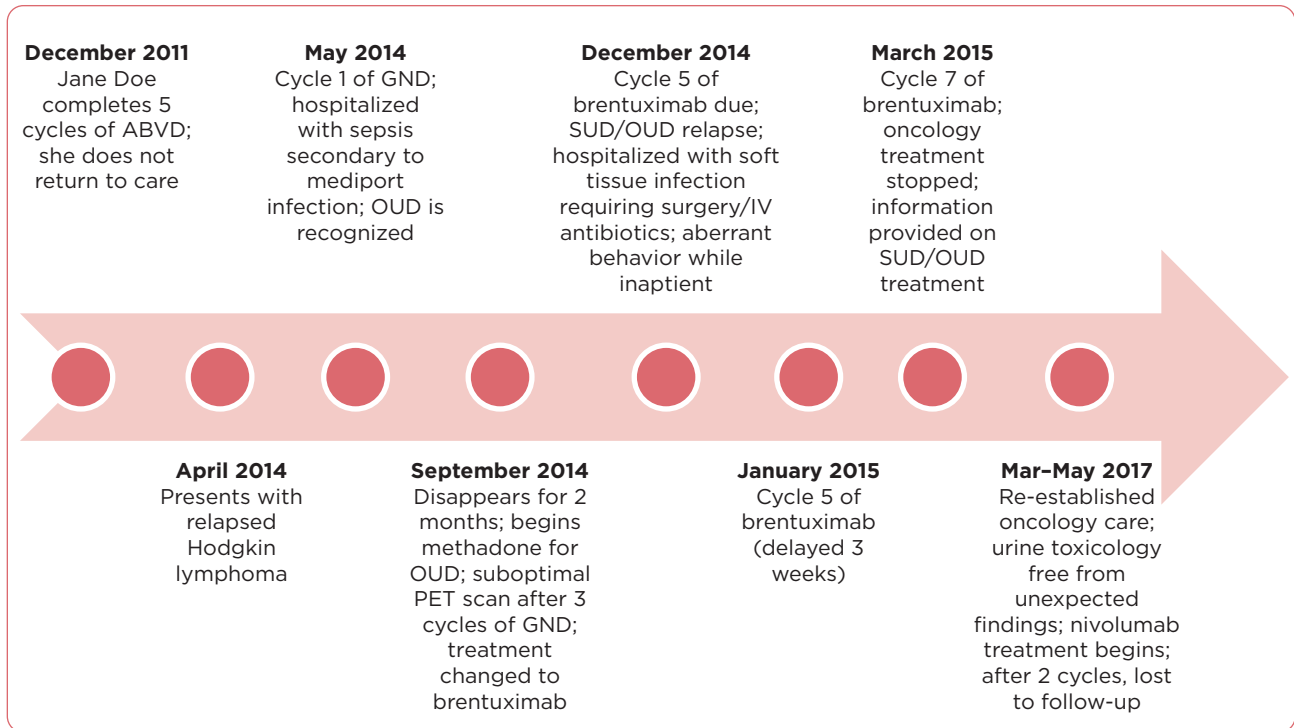 December 2011
Jane Doe
completes 5
cycles of ABVD;
she does not
return to care
April 2014
Presents with
relapsed
Hodgkin
lymphoma
May 2014
Cycle 1 of GND;
hospitalized
with sepsis
secondary to
mediport
infection; OUD is
recognized
September 2014
Disappears for 2
months; begins
methadone for
OUD; suboptimal
PET scan after 3
cycles of GND;
treatment
changed to
brentuximab
December 2014
Cycle 5 of
brentuximab due;
SUD/OUD relapse;
hospitalized with soft
tissue infection
requiring surgery/IV
antibiotics; aberrant
behavior while
inaptient
January 2015
Cycle 5 of
brentuximab
(delayed 3
weeks)
March 2015
Cycle 7 of
brentuximab;
oncology
treatment
stopped;
information
provided on
SUD/OUD
treatment
Mar–May 2017
Re-established
oncology care;
urine toxicology
free from
unexpected
findings; nivolumab
treatment begins;
after 2 cycles, lost
to follow-up